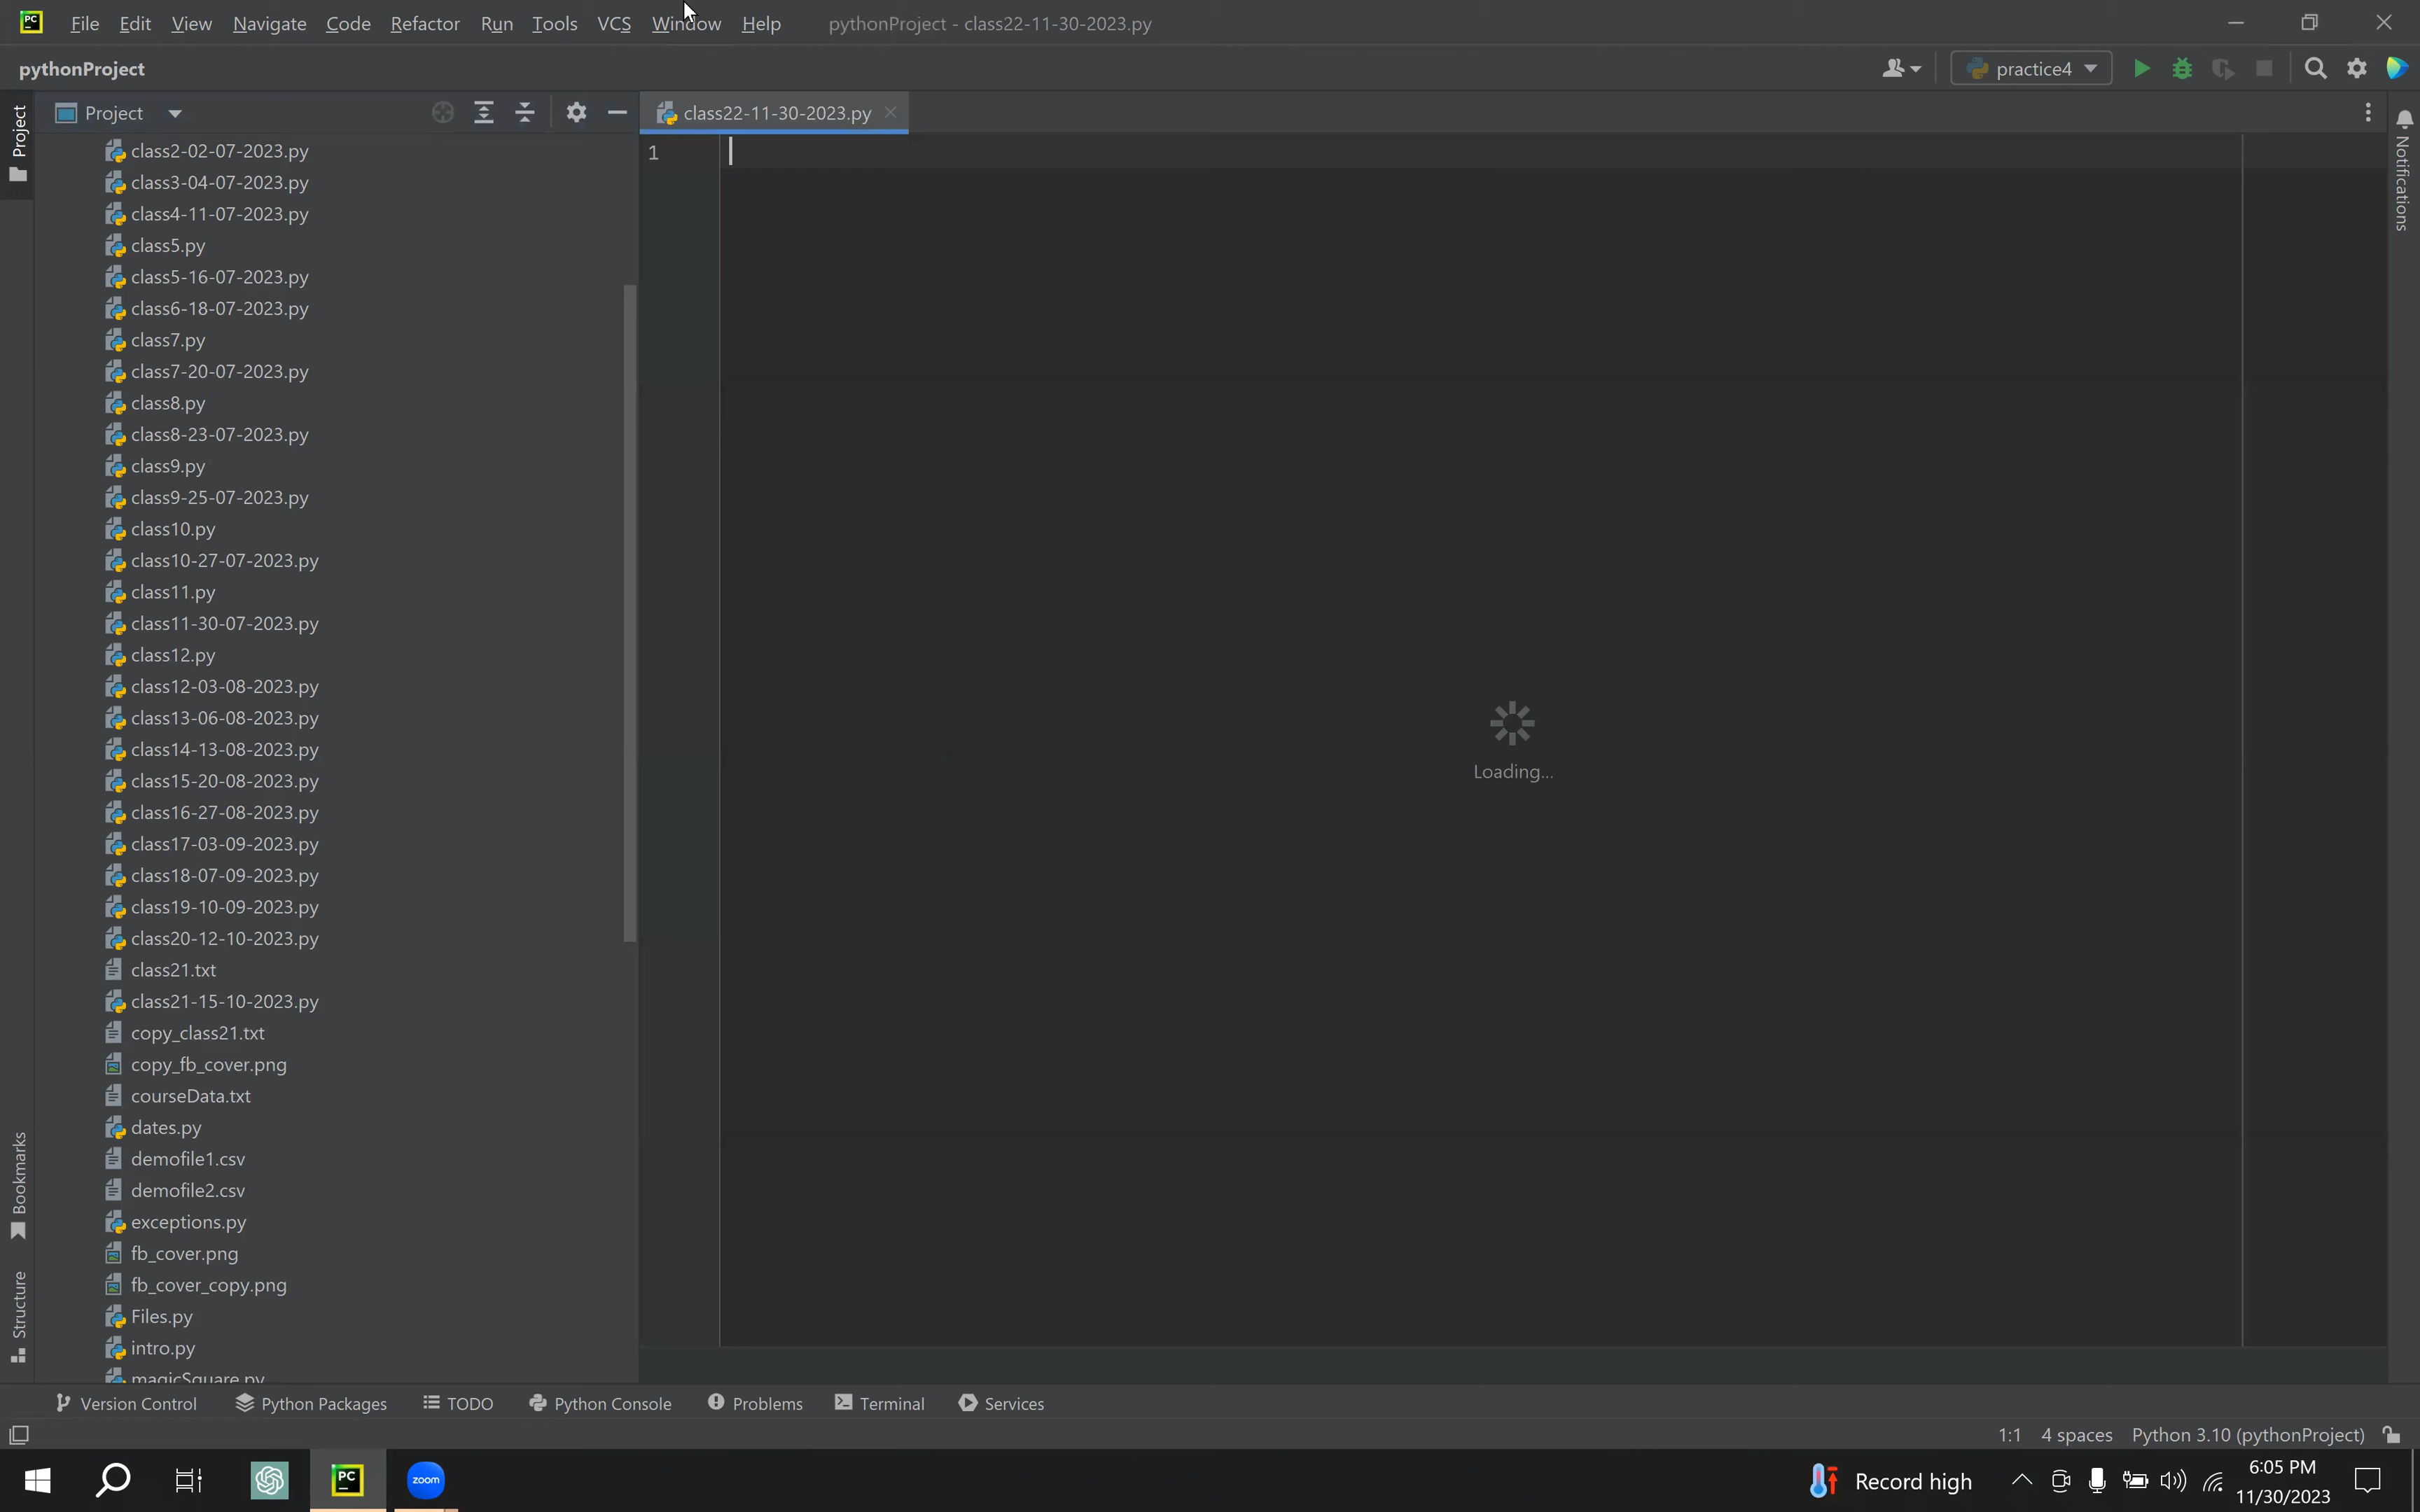 PC File Edit View Navigate Code Refactor Run Tools VCS Window Help pythonProject - class22-11-30-2023.py
pythonProject practice4
Project
Project
class22-11-30-2023.py
Notifications
1
class2-02-07-2023.py
class3-04-07-2023.py
class4-11-07-2023.py
class5.py
class5-16-07-2023.py
class6-18-07-2023.py
class7.py
class7-20-07-2023.py
class8.py
class8-23-07-2023.py
class9.py
class9-25-07-2023.py
class10.py
class10-27-07-2023.py
class11.py
class11-30-07-2023.py
class12.py
class12-03-08-2023.py
class13-06-08-2023.py
class14-13-08-2023.py
class15-20-08-2023.py
class16-27-08-2023.py
class17-03-09-2023.py
class18-07-09-2023.py
class19-10-09-2023.py
class20-12-10-2023.py
class21.txt
class21-15-10-2023.py
copy_class21.txt
copy_fb_cover.png
courseData.txt
dates.py
demofile1.csv
demofile2.csv
exceptions.py
fb_cover.png
fb_cover_copy.png
Files.py
intro.py
magicSquare.py
Loading...
Bookmarks
Structure
Version Control Python Packages TODO Python Console Problems Terminal Services
1:1 4 spaces Python 3.10 (pythonProject)
PC zoom Record high 6:05 PM
11/30/2023